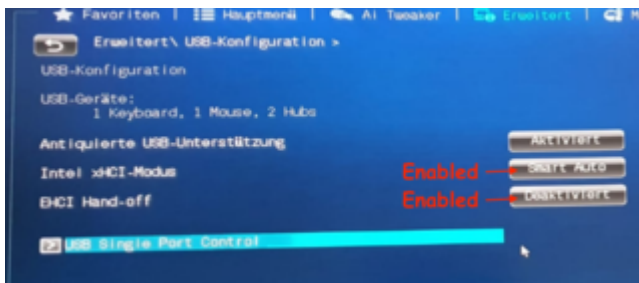 Favoriten | Hauptmenü | Ai Tweaker | Erweitert |
Erweitert\ USB-Konfiguration >
USB-Konfiguration
USB-Geräte:
1 Keyboard, 1 Mouse, 2 Hubs
Antiquierte USB-Unterstützung Aktiviert
Intel xHCI-Modus Enabled Smart Auto
EHCI Hand-off Enabled Deaktiviert
USB Single Port Control